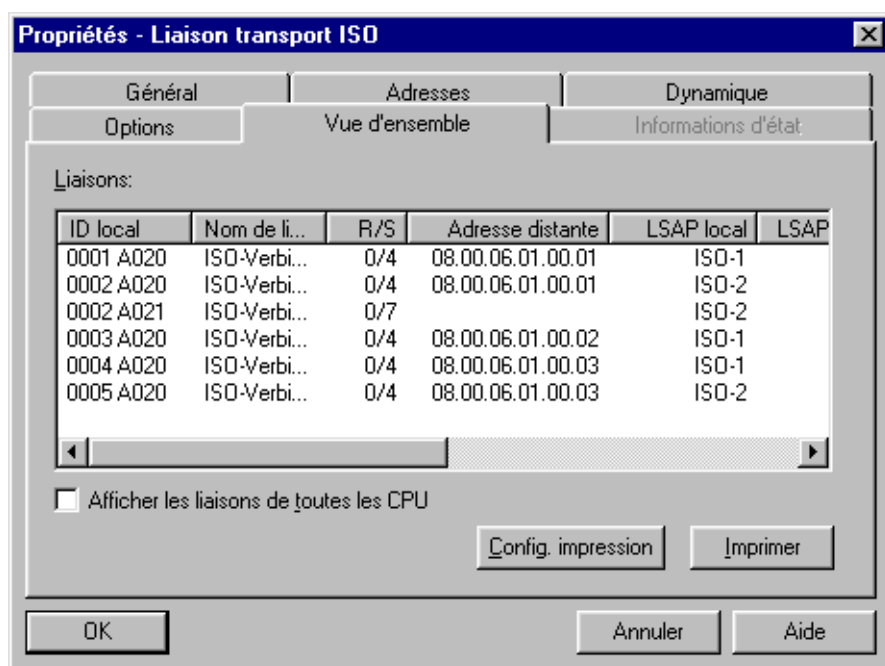 Propriétés - Liaison transport ISO
Général Adresses Dynamique
Options Vue d'ensemble Informations d'état
Liaisons:
ID local Nom de li... R/S Adresse distante LSAP local LSAP
0001 A020 ISO-Verbi... 0/4 08.00.06.01.00.01 ISO-1
0002 A020 ISO-Verbi... 0/4 08.00.06.01.00.01 ISO-2
0002 A021 ISO-Verbi... 0/7 ISO-2
0003 A020 ISO-Verbi... 0/4 08.00.06.01.00.02 ISO-1
0004 A020 ISO-Verbi... 0/4 08.00.06.01.00.03 ISO-1
0005 A020 ISO-Verbi... 0/4 08.00.06.01.00.03 ISO-2
Afficher les liaisons de toutes les CPU
Config. impression Imprimer
OK Annuler Aide